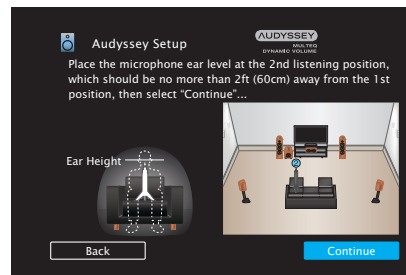 Audyssey Setup
AUDYSSEY
MULTEQ
DYNAMIC VOLUME
Place the microphone ear level at the 2nd listening position,
which should be no more than 2ft (60cm) away from the 1st
position, then select “Continue”...
Ear Height
2
Back
Continue